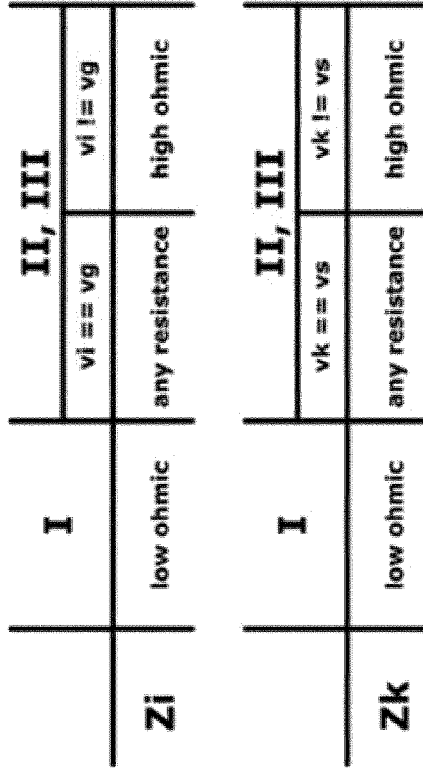 I
II, III
vi == vg
vi != vg
Zi
low ohmic
any resistance
high ohmic
I
II, III
vk == vs
vk != vs
Zk
low ohmic
any resistance
high ohmic